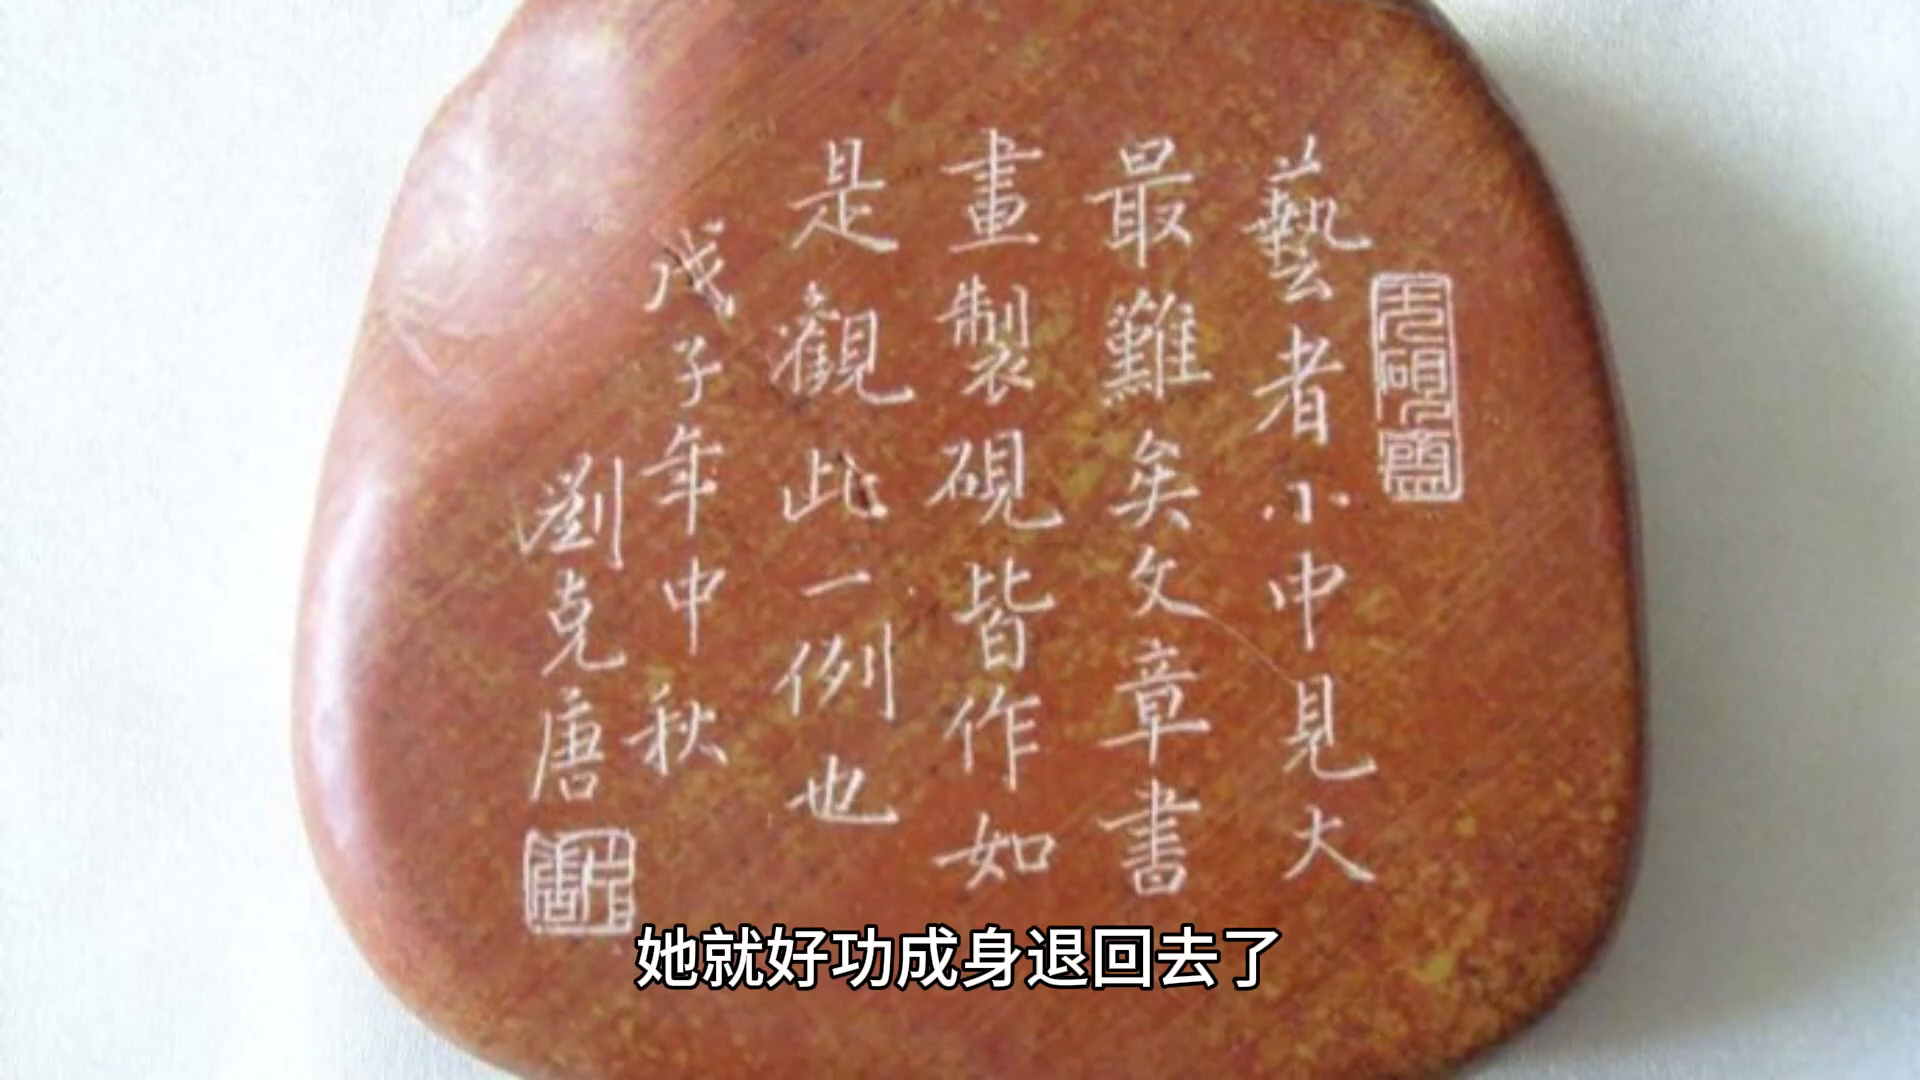 藝者小中見大
最難矣文章書
畫製硯皆作如
是觀此一例也
戊子年中秋
劉克唐
她就好功成身退回去了